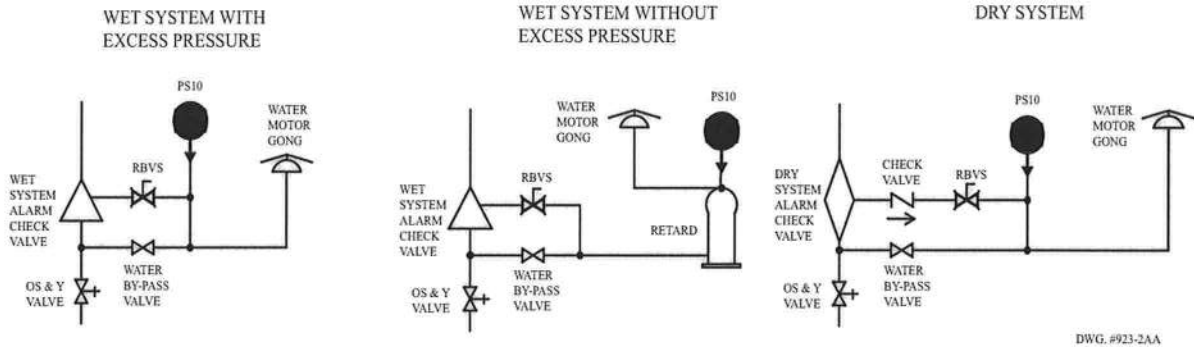 WET SYSTEM WITH
EXCESS PRESSURE
PS10
WATER
MOTOR
GONG
RBVS
WET
SYSTEM
ALARM
CHECK
VALVE
WATER
BY-PASS
VALVE
OS & Y
VALVE
WET SYSTEM WITHOUT
EXCESS PRESSURE
WATER
MOTOR
GONG
PS10
RBVS
WET
SYSTEM
ALARM
CHECK
VALVE
RETARD
WATER
BY-PASS
VALVE
OS & Y
VALVE
DRY SYSTEM
PS10
WATER
MOTOR
GONG
CHECK
VALVE
RBVS
DRY
SYSTEM
ALARM
CHECK
VALVE
WATER
BY-PASS
VALVE
OS & Y
VALVE
DWG. #923-2AA